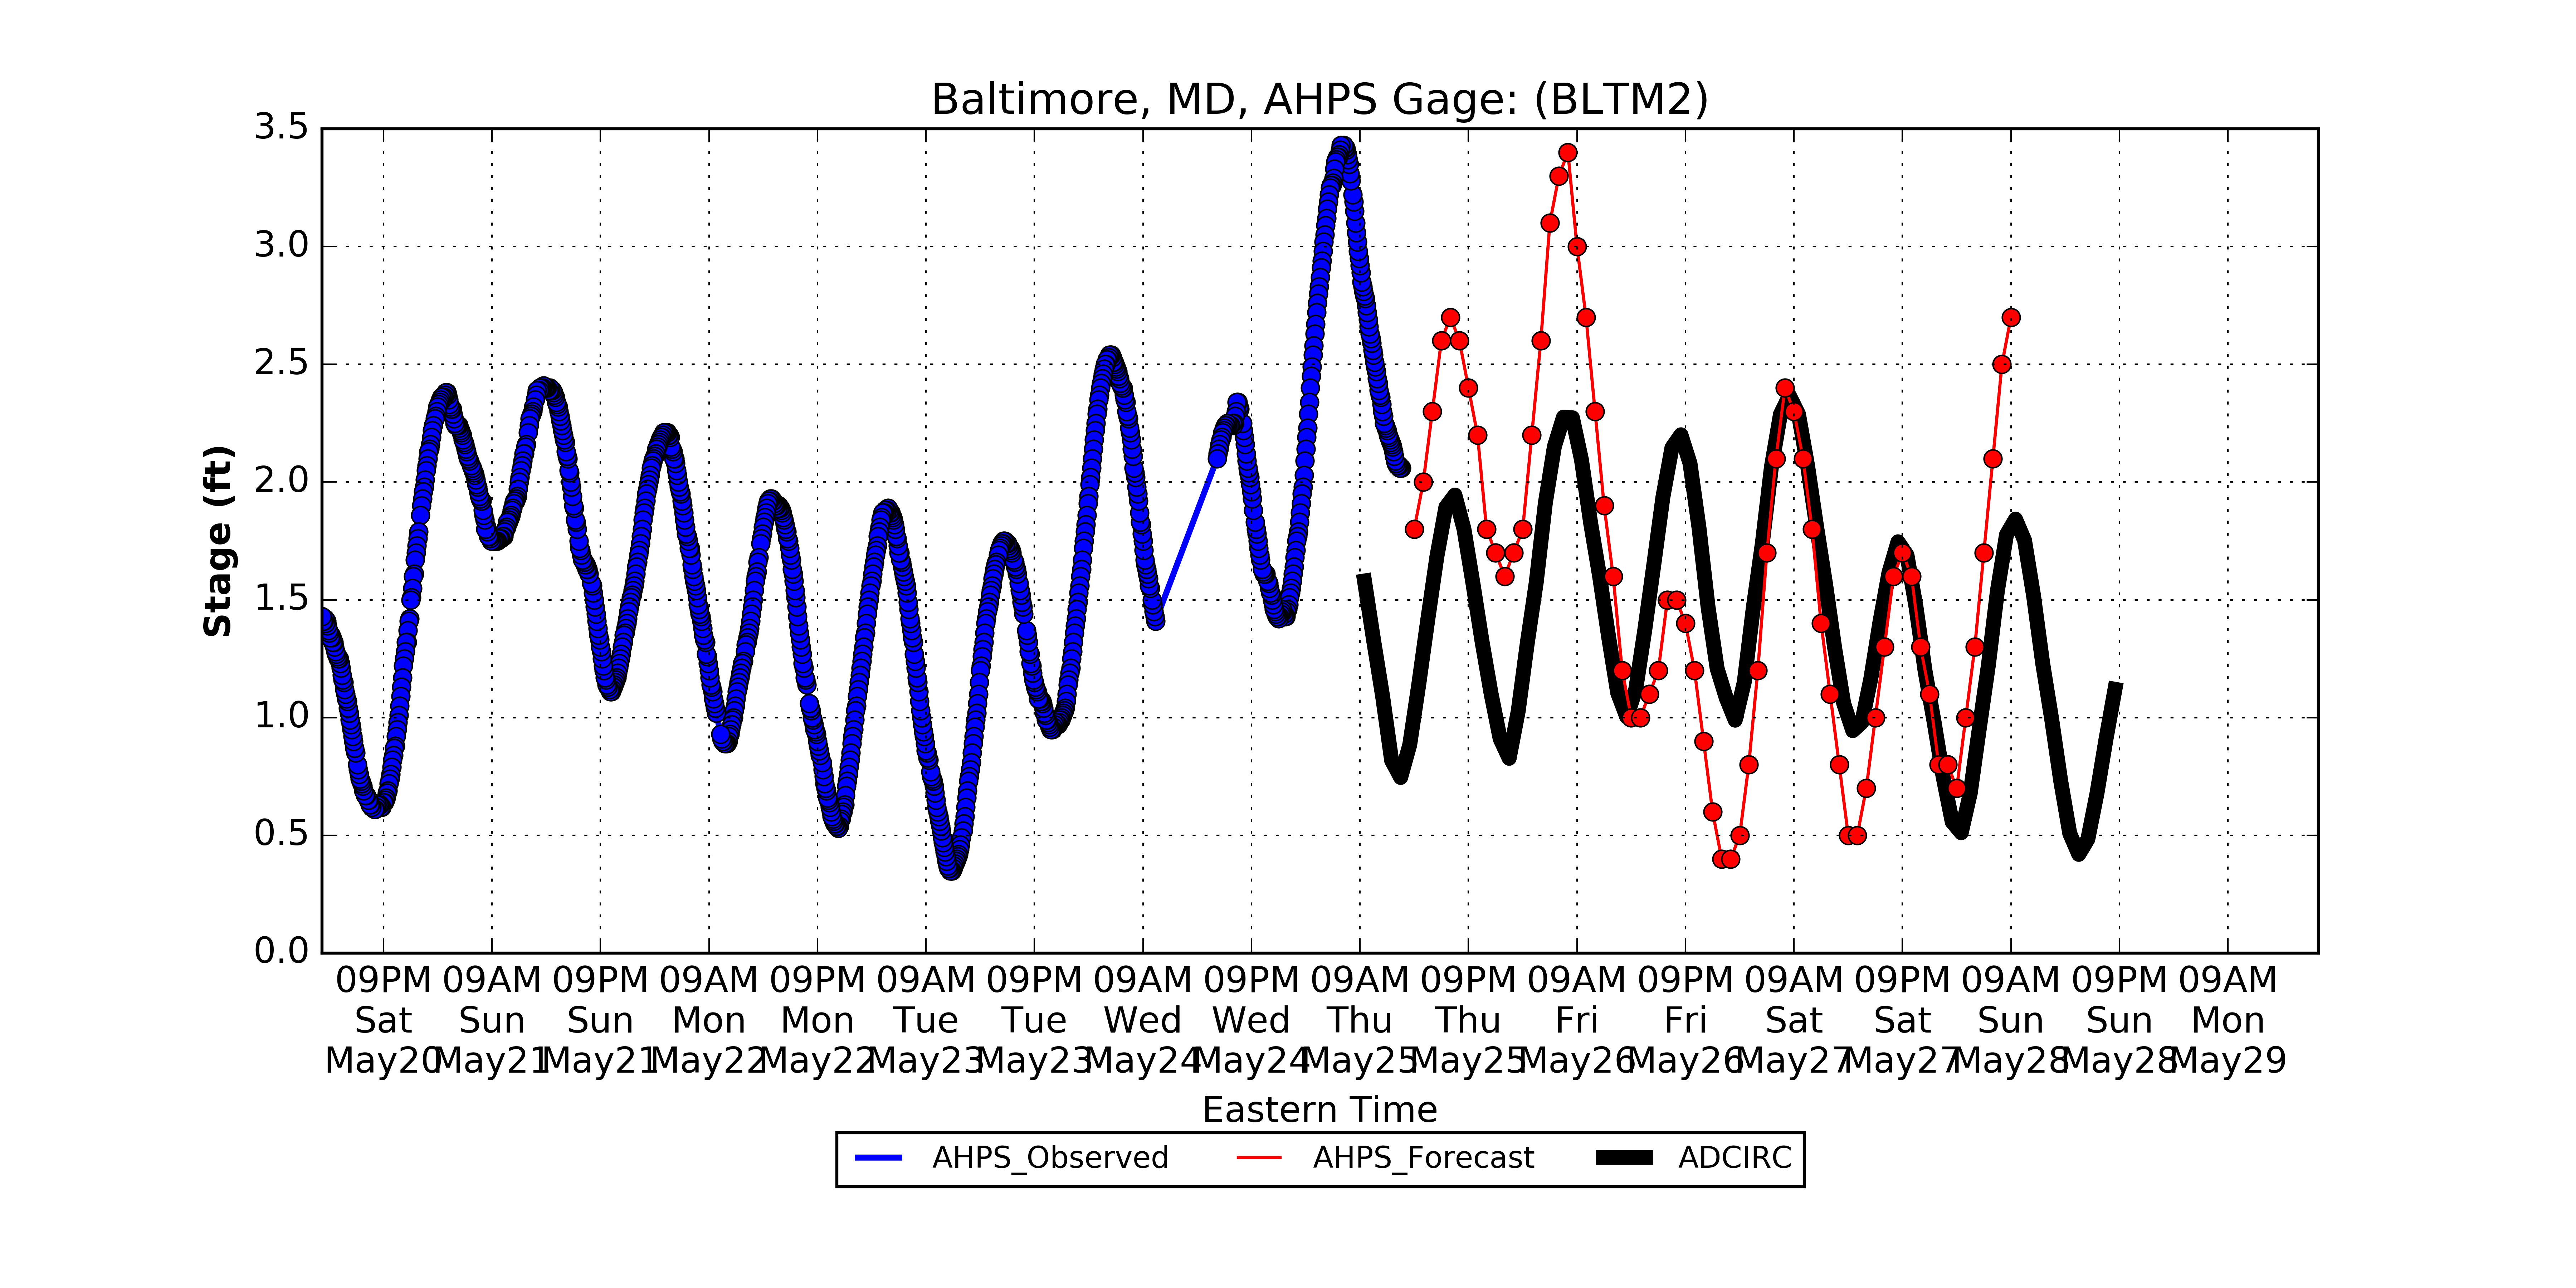 Baltimore, MD, AHPS Gage: (BLTM2)
3.5
3.0
2.5
2.0
1.5
1.0
0.5
0.0
Stage (ft)
09PM 09AM 09PM 09AM 09PM 09AM 09PM 09AM 09PM 09AM 09PM 09AM 09PM 09AM 09PM 09AM 09PM 09AM
Sat Sun Sun Mon Mon Tue Tue Wed Wed Thu Thu Fri Fri Sat Sat Sun Sun Mon
May20 May21 May21 May22 May22 May23 May23 May24 May24 May25 May25 May26 May26 May27 May27 May28 May28 May29
Eastern Time
AHPS_Observed AHPS_Forecast ADCIRC